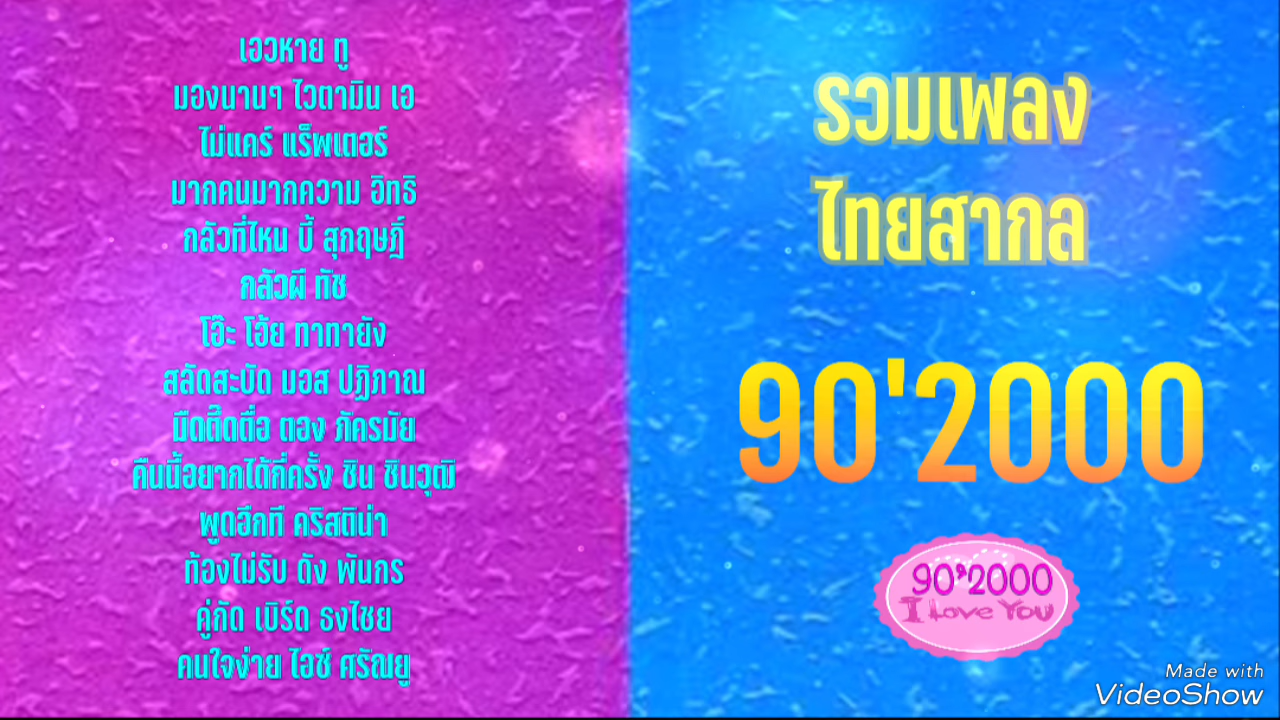 เอวหาย ทู
มองนานๆ ไวตามิน เอ
ไม่แคร์ แร็พเตอร์
มากคนมากความ อิทธิ
กลัวที่ไหน บี้ สุกฤษฎิ์
กลัวผี ทัช
โอ๊ะ โอ้ย ทาทายัง
สลัดสะบัด มอส ปฏิภาณ
มืดตึ๊ดตื่อ ตอง ภัครมัย
คืนนี้อยากได้กี่ครั้ง ชิน ชินวุฒิ
พูดอีกที คริสติน่า
ท้องไม่รับ ดัง พันกร
คู่กัด เบิร์ด ธงไชย
คนใจง่าย ไอซ์ ศรัณยู
รวมเพลง
ไทยสากล
90'2000
90'2000
I Love You
Made with
VideoShow